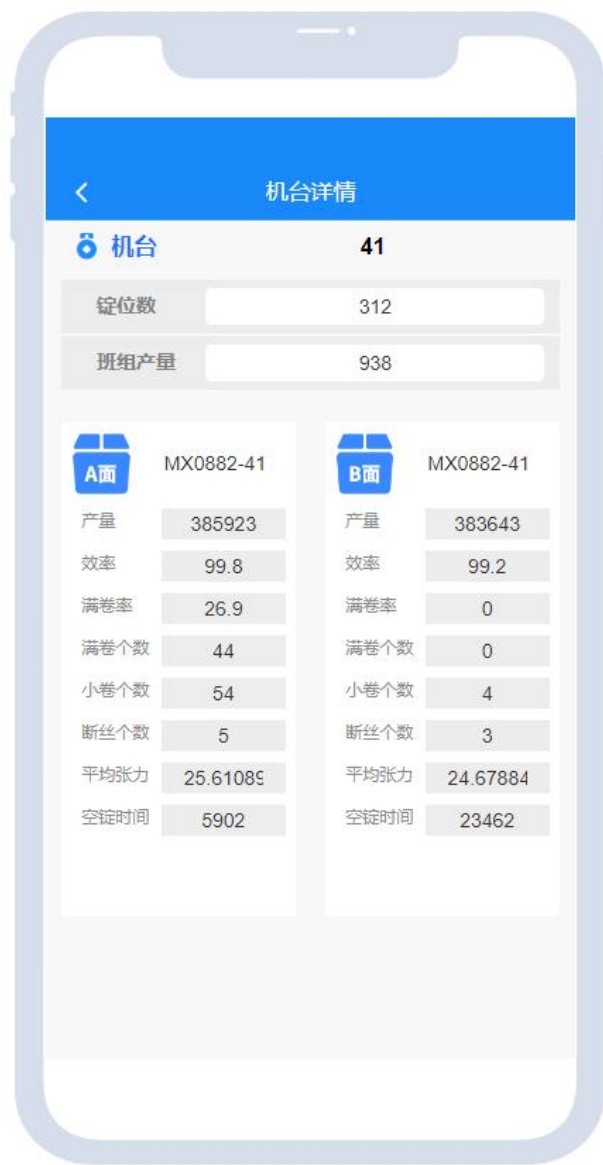 机台详情
机台 41
锭位数 312
班组产量 938
A面 MX0882-41
产量 385923
效率 99.8
满卷率 26.9
满卷个数 44
小卷个数 54
断丝个数 5
平均张力 25.61089
空锭时间 5902
B面 MX0882-41
产量 383643
效率 99.2
满卷率 0
满卷个数 0
小卷个数 4
断丝个数 3
平均张力 24.67884
空锭时间 23462